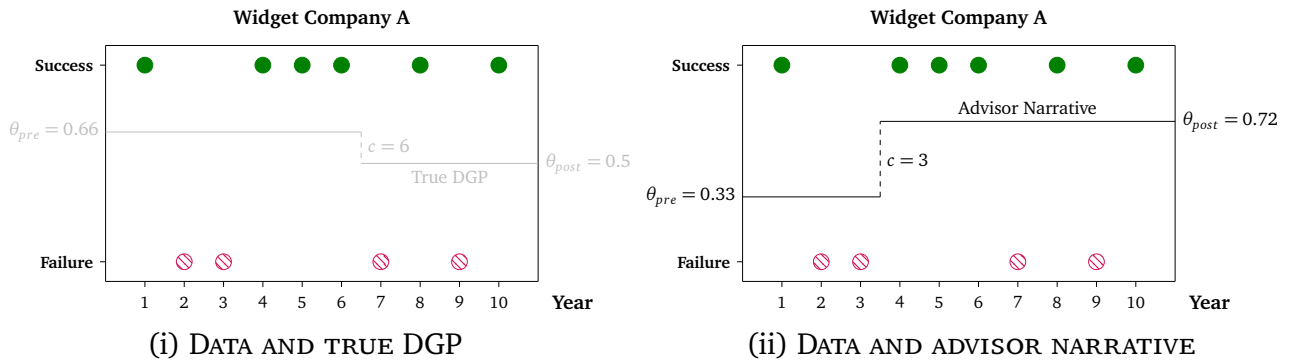 Widget Company A
Success
θpre = 0.66
c = 6
θpost = 0.5
True DGP
Failure
1 2 3 4 5 6 7 8 9 10 Year
(i) DATA AND TRUE DGP
Widget Company A
Success
Advisor Narrative
θpost = 0.72
c = 3
θpre = 0.33
Failure
1 2 3 4 5 6 7 8 9 10 Year
(ii) DATA AND ADVISOR NARRATIVE